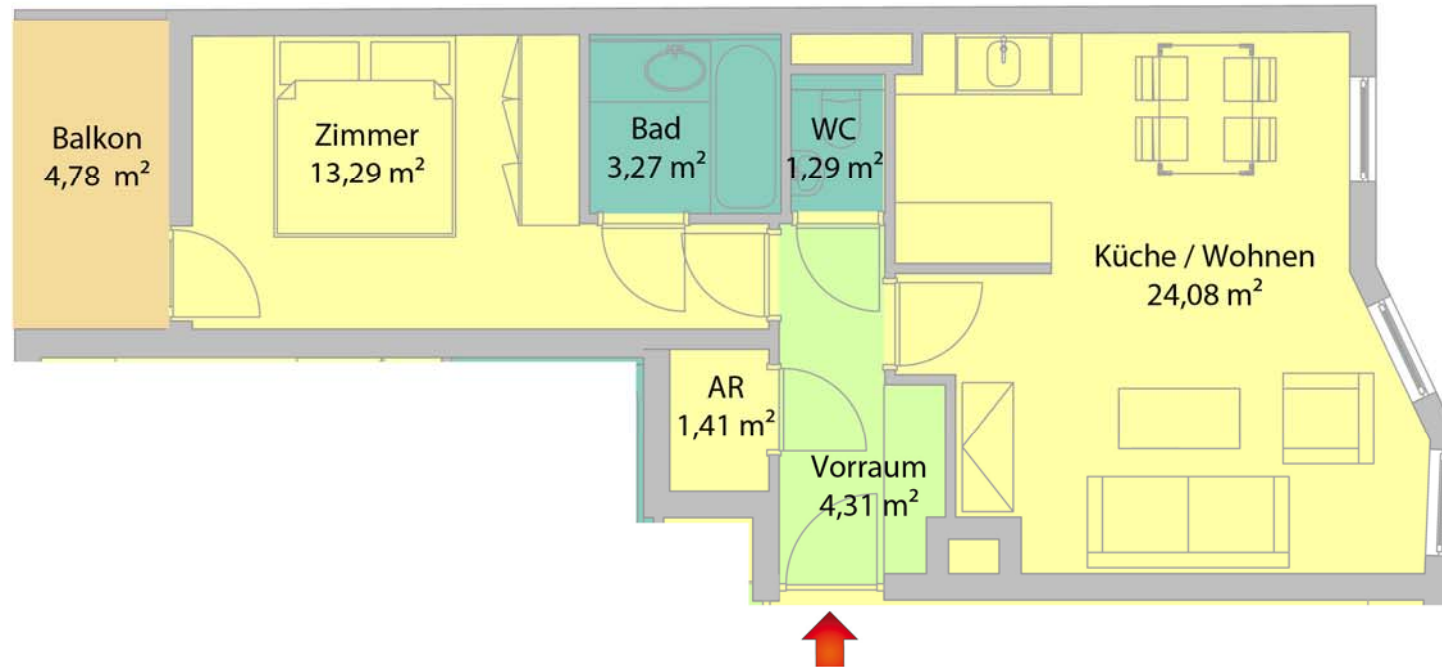 Balkon
4,78 m²
Zimmer
13,29 m²
Bad
3,27 m²
WC
1,29 m²
Küche / Wohnen
24,08 m²
AR
1,41 m²
Vorraum
4,31 m²